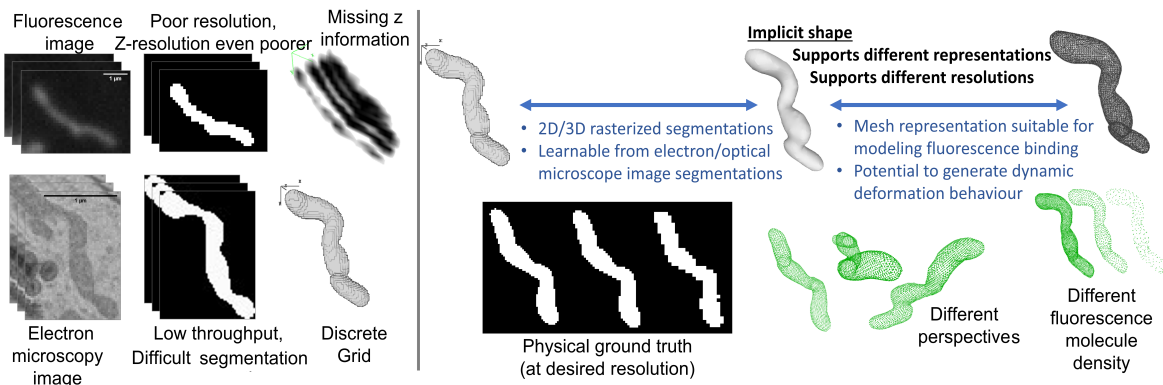 Fluorescence
image
Poor resolution,
Z-resolution even poorer
Missing z
information
1 μm
1 μm
Electron
microscopy
image
Low throughput,
Difficult segmentation
Discrete
Grid
Implicit shape
Supports different representations
Supports different resolutions
• 2D/3D rasterized segmentations
• Learnable from electron/optical
microscope image segmentations
• Mesh representation suitable for
modeling fluorescence binding
• Potential to generate dynamic
deformation behaviour
Physical ground truth
(at desired resolution)
Different
perspectives
Different
fluorescence
molecule
density